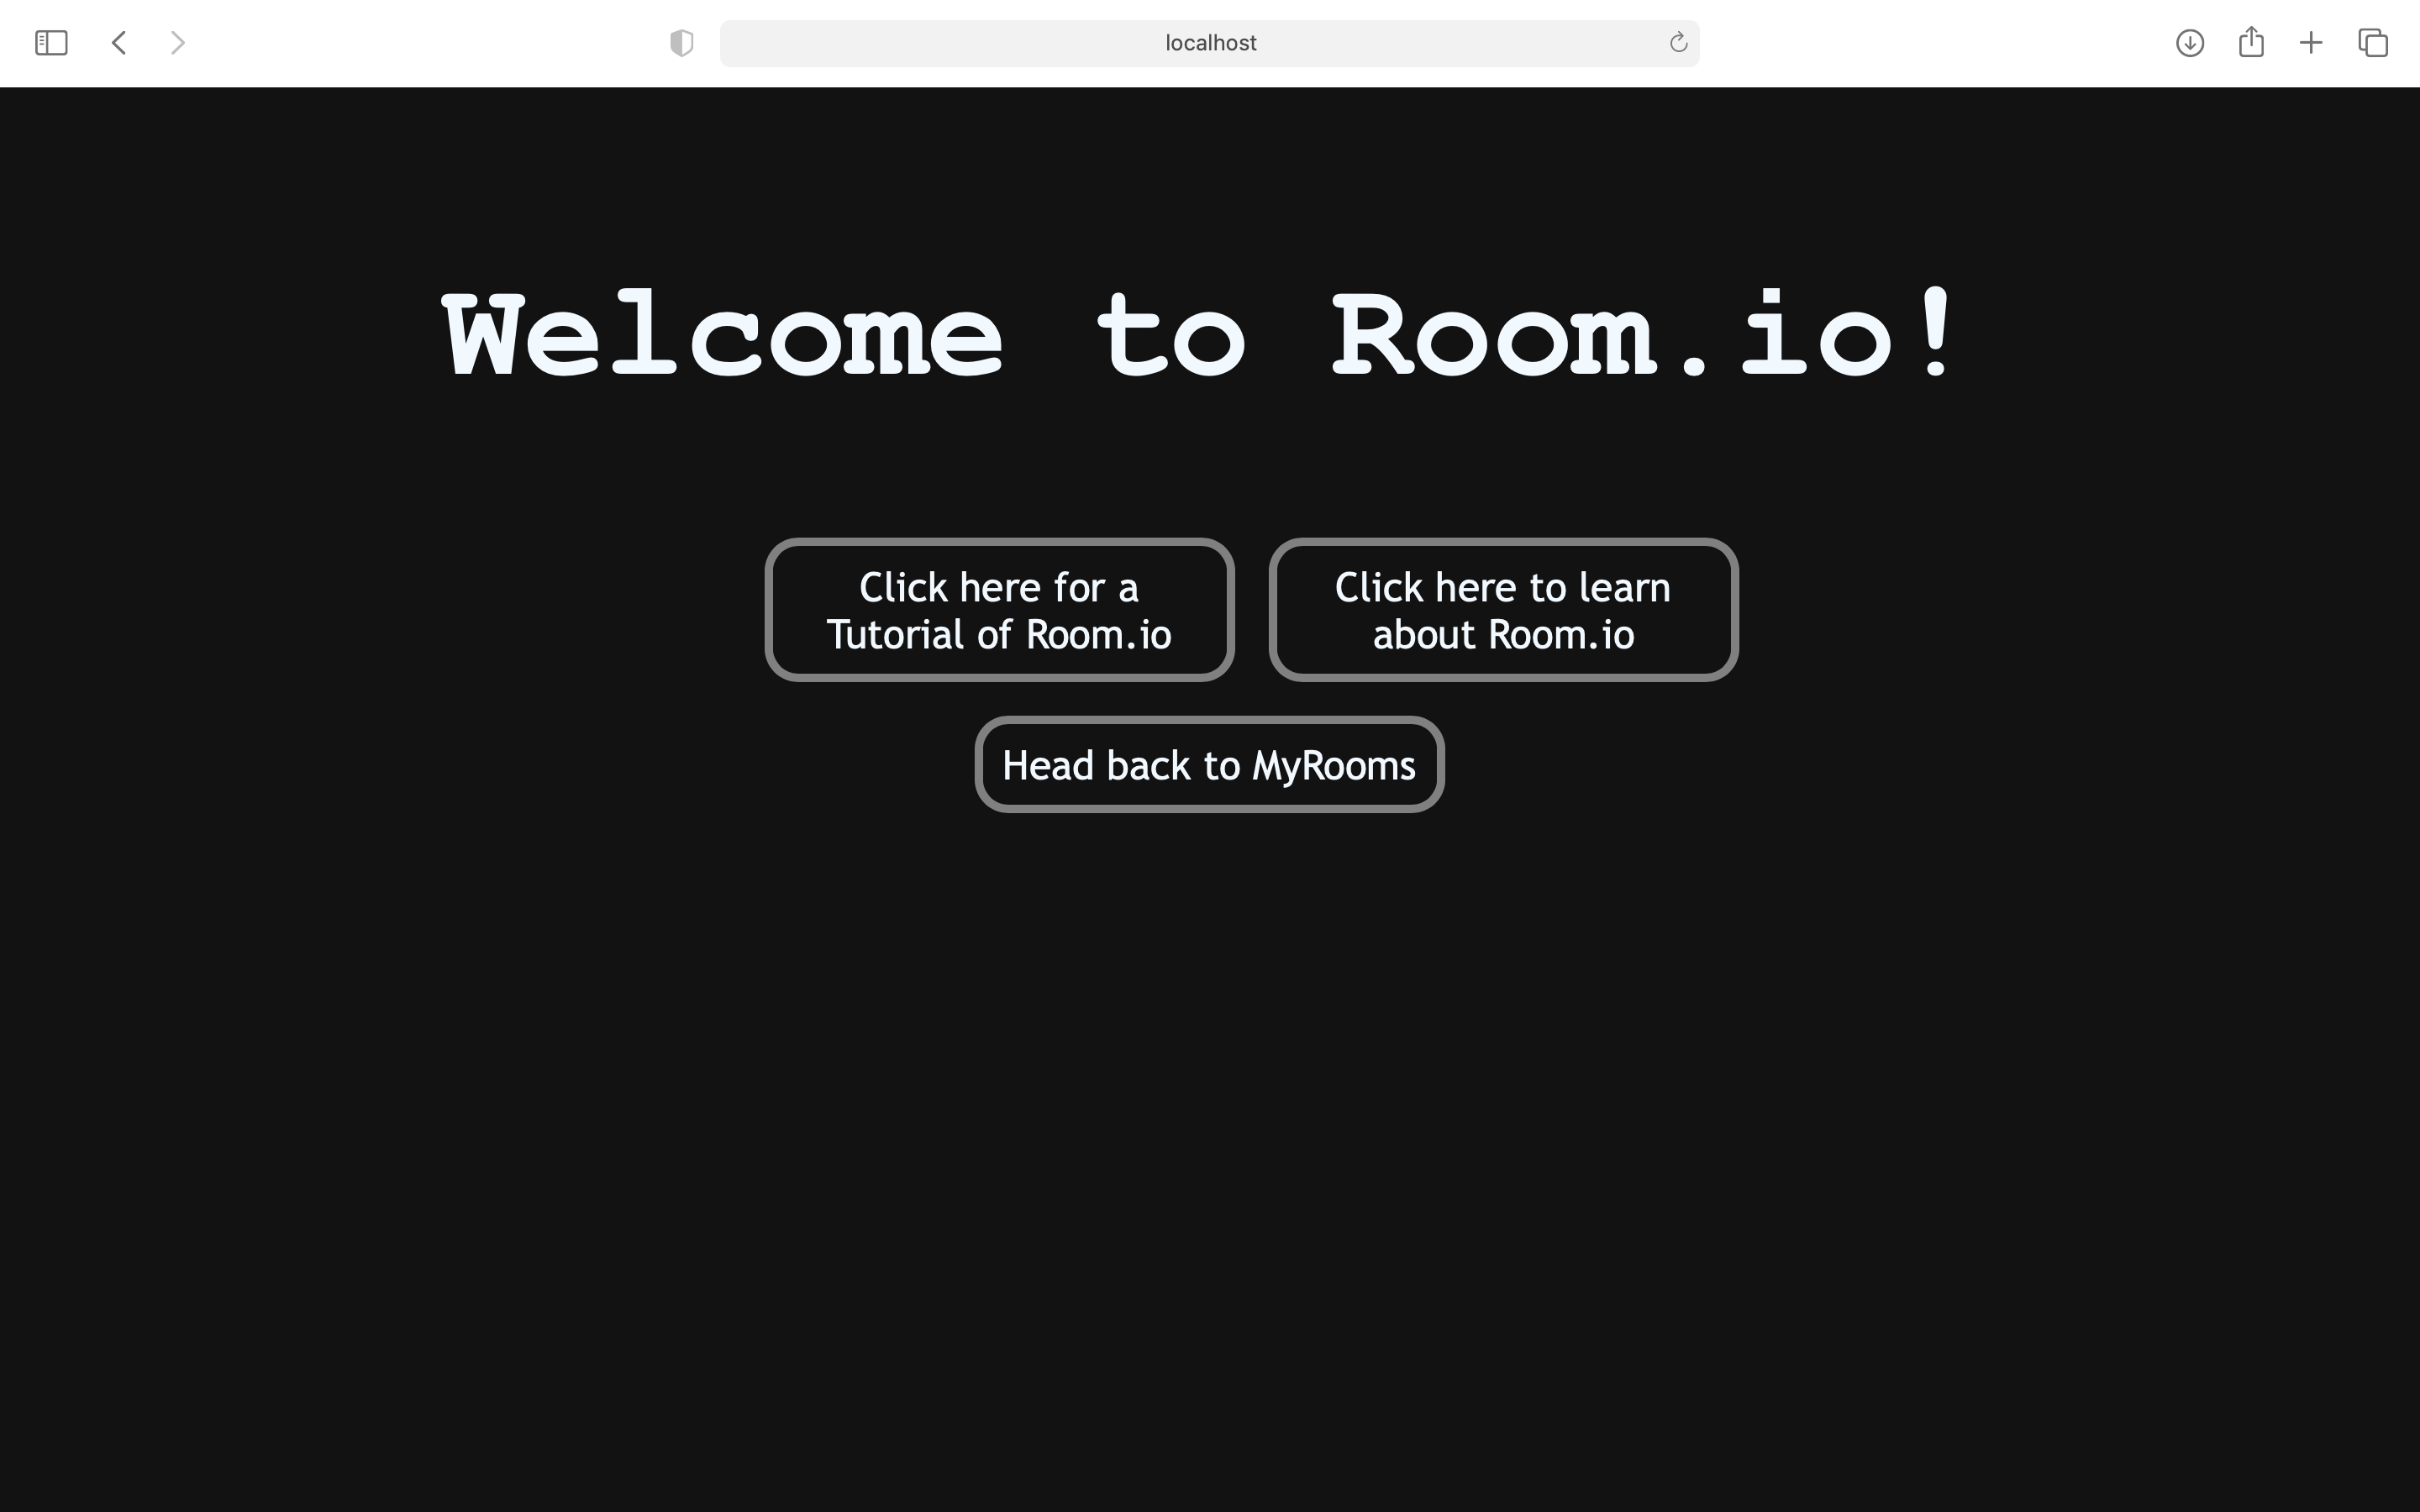 localhost
Welcome to Room.io!
Click here for a
Tutorial of Room.io
Click here to learn
about Room.io
Head back to MyRooms